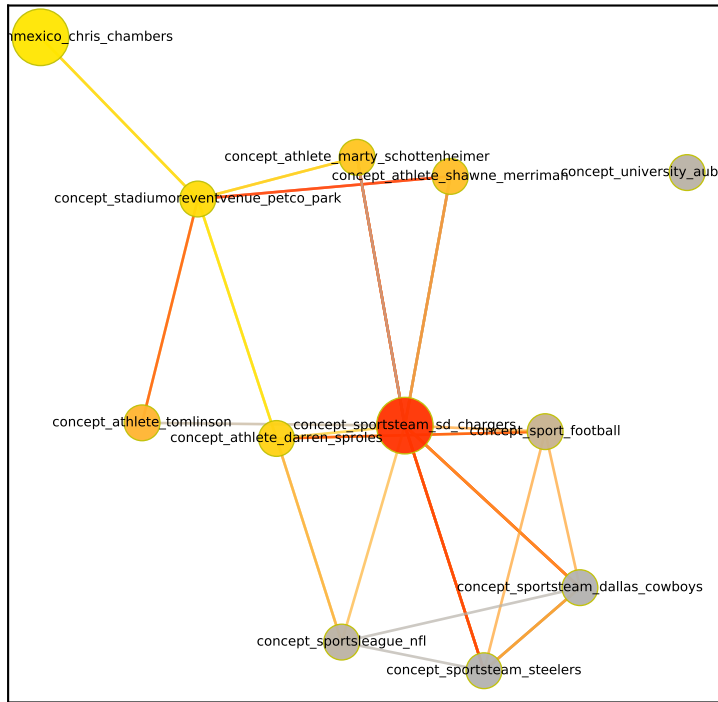 nmexico_chris_chambers
concept_athlete_marty_schottenheimer
concept_athlete_shawne_merriman
concept_university_aub
concept_stadiumoreventvenue_petco_park
concept_athlete_tomlinson
concept_sportsteam_sd_chargers
concept_sport_football
concept_athlete_darren_sproles
concept_sportsteam_dallas_cowboys
concept_sportsleague_nfl
concept_sportsteam_steelers